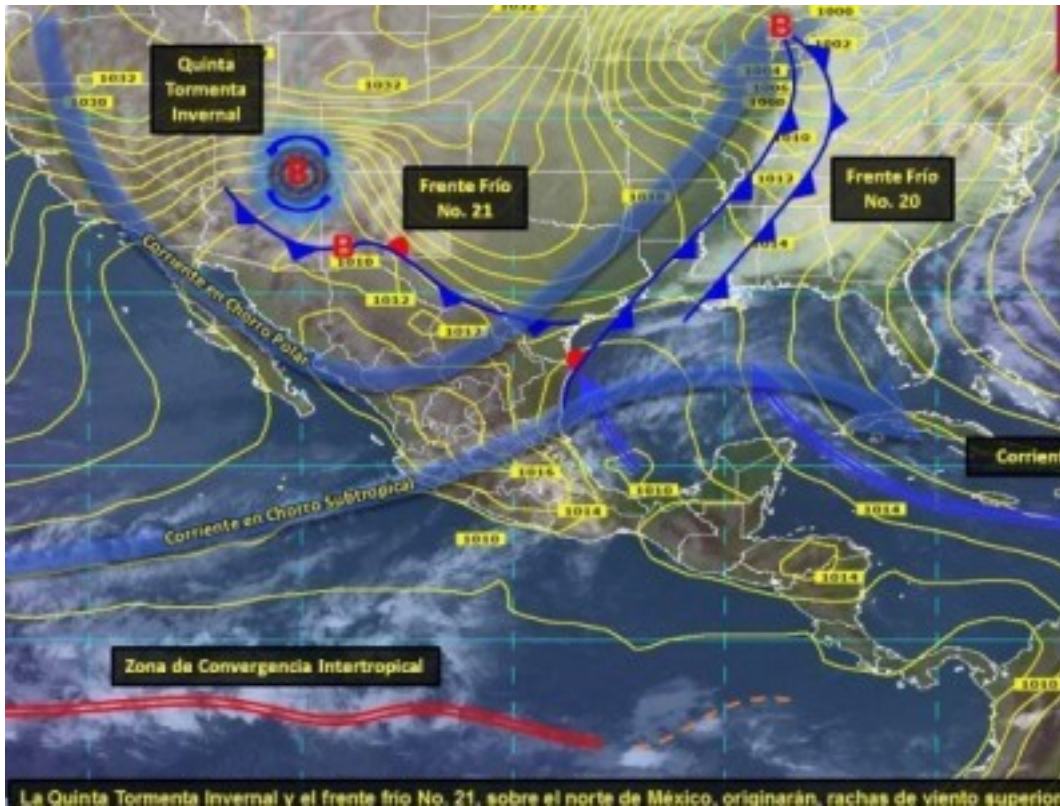 1032
1000
B
1002
Quinta
Tormenta
Invernal
1032
1030
1032
1004
1006
1008
1010
B
Frente Frío
No. 21
1012
Frente Frío
No. 20
1010
1014
B
1010
1012
1012
Corriente en Chorro Polar
1016
1010
Corriente en Chorro Subtropical
1014
1014
1010
1014
Zona de Convergencia Intertropical
1010
La Quinta Tormenta Invernal y el frente frío No. 21, sobre el norte de México, originarán, rachas de viento